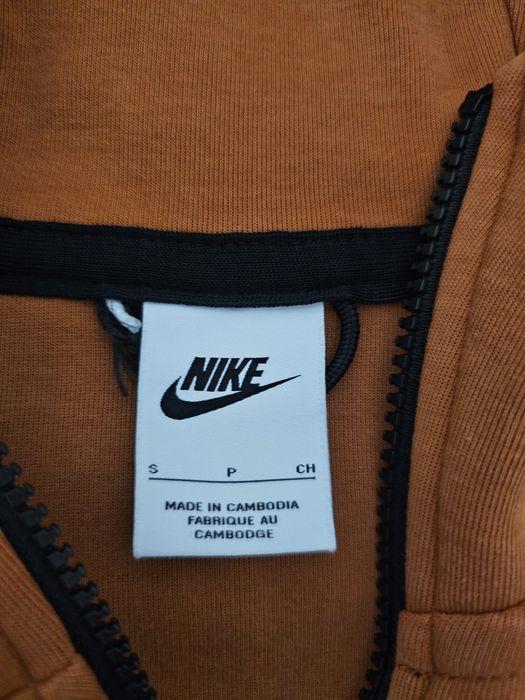 NIKE
S P CH
MADE IN CAMBODIA
FABRIQUE AU
CAMBODGE